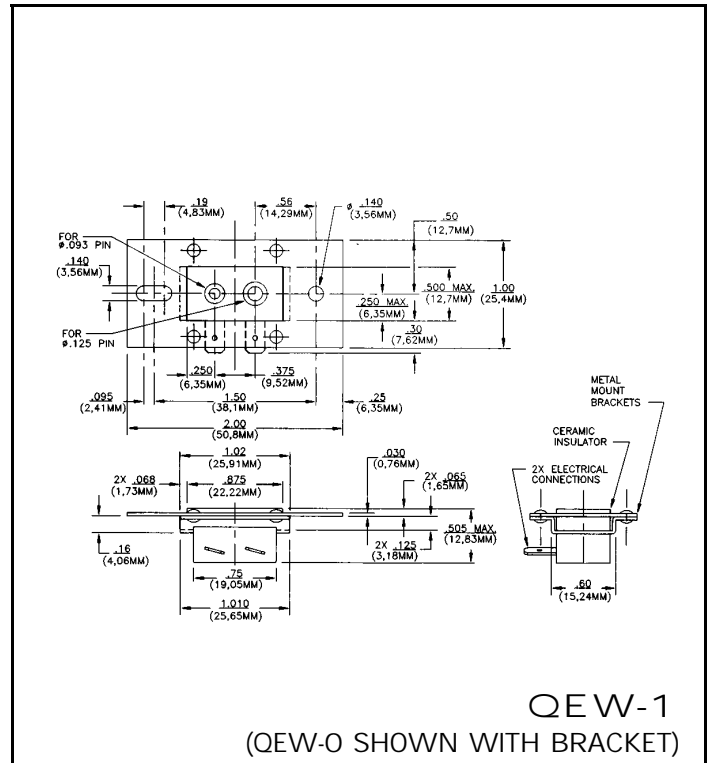 .19
(4,83MM)
.56
(14,29MM)
ø .140
(3,56MM)
.50
(12,7MM)
FOR
ø.093 PIN
.140
(3,56MM)
.500 MAX.
(12,7MM)
1.00
(25,4MM)
.250 MAX.
(6,35MM)
FOR
ø.125 PIN
.30
(7,62MM)
.250
(6,35MM)
.375
(9,52MM)
.095
(2,41MM)
1.50
(38,1MM)
.25
(6,35MM)
2.00
(50,8MM)
METAL
MOUNT
BRACKETS
CERAMIC
INSULATOR
2X ELECTRICAL
CONNECTIONS
1.02
(25,91MM)
2X .068
(1,73MM)
.875
(22,22MM)
.030
(0,76MM)
2X .065
(1,65MM)
.505 MAX.
(12,83MM)
2X .125
(3,18MM)
.16
(4,06MM)
.75
(19,05MM)
1.010
(25,65MM)
.60
(15,24MM)
QEW-1
(QEW-0 SHOWN WITH BRACKET)